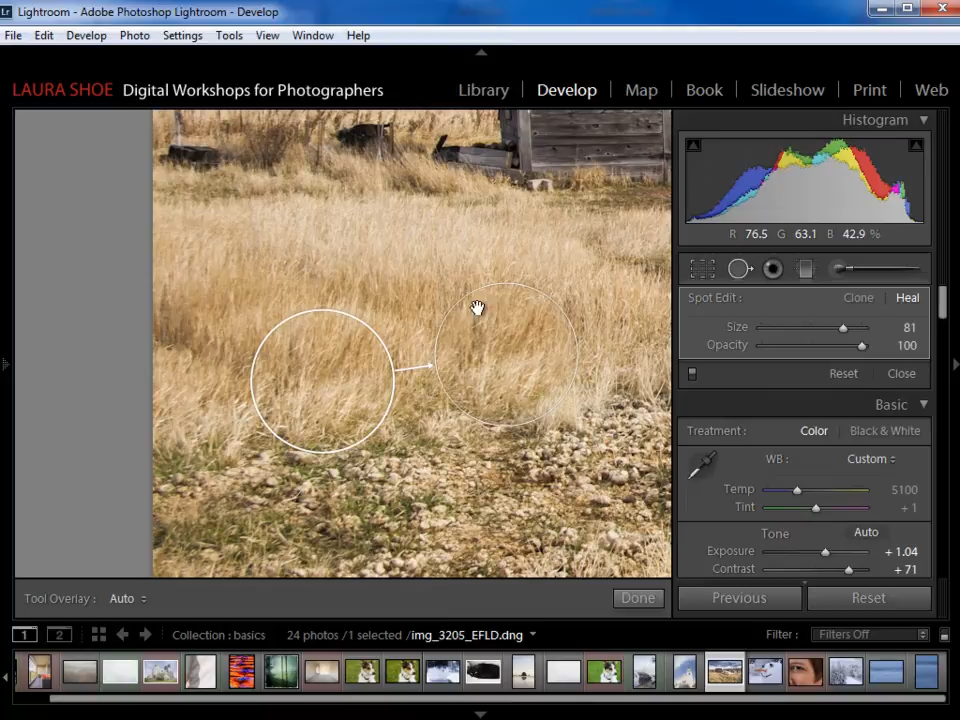 Lr Lightroom - Adobe Photoshop Lightroom - Develop
File Edit Develop Photo Settings Tools View Window Help
LAURA SHOE Digital Workshops for Photographers
Library Develop Map Book Slideshow Print Web
Histogram
R 76.5 G 63.1 B 42.9 %
Spot Edit : Clone Heal
Size 81
Opacity 100
Reset Close
Basic
Treatment : Color Black & White
WB : Custom
Temp 5100
Tint + 1
Tone Auto
Exposure + 1.04
Contrast + 71
Tool Overlay : Auto Done
Previous Reset
1 2 Collection : basics 24 photos /1 selected /img_3205_EFLD.dng Filter : Filters Off